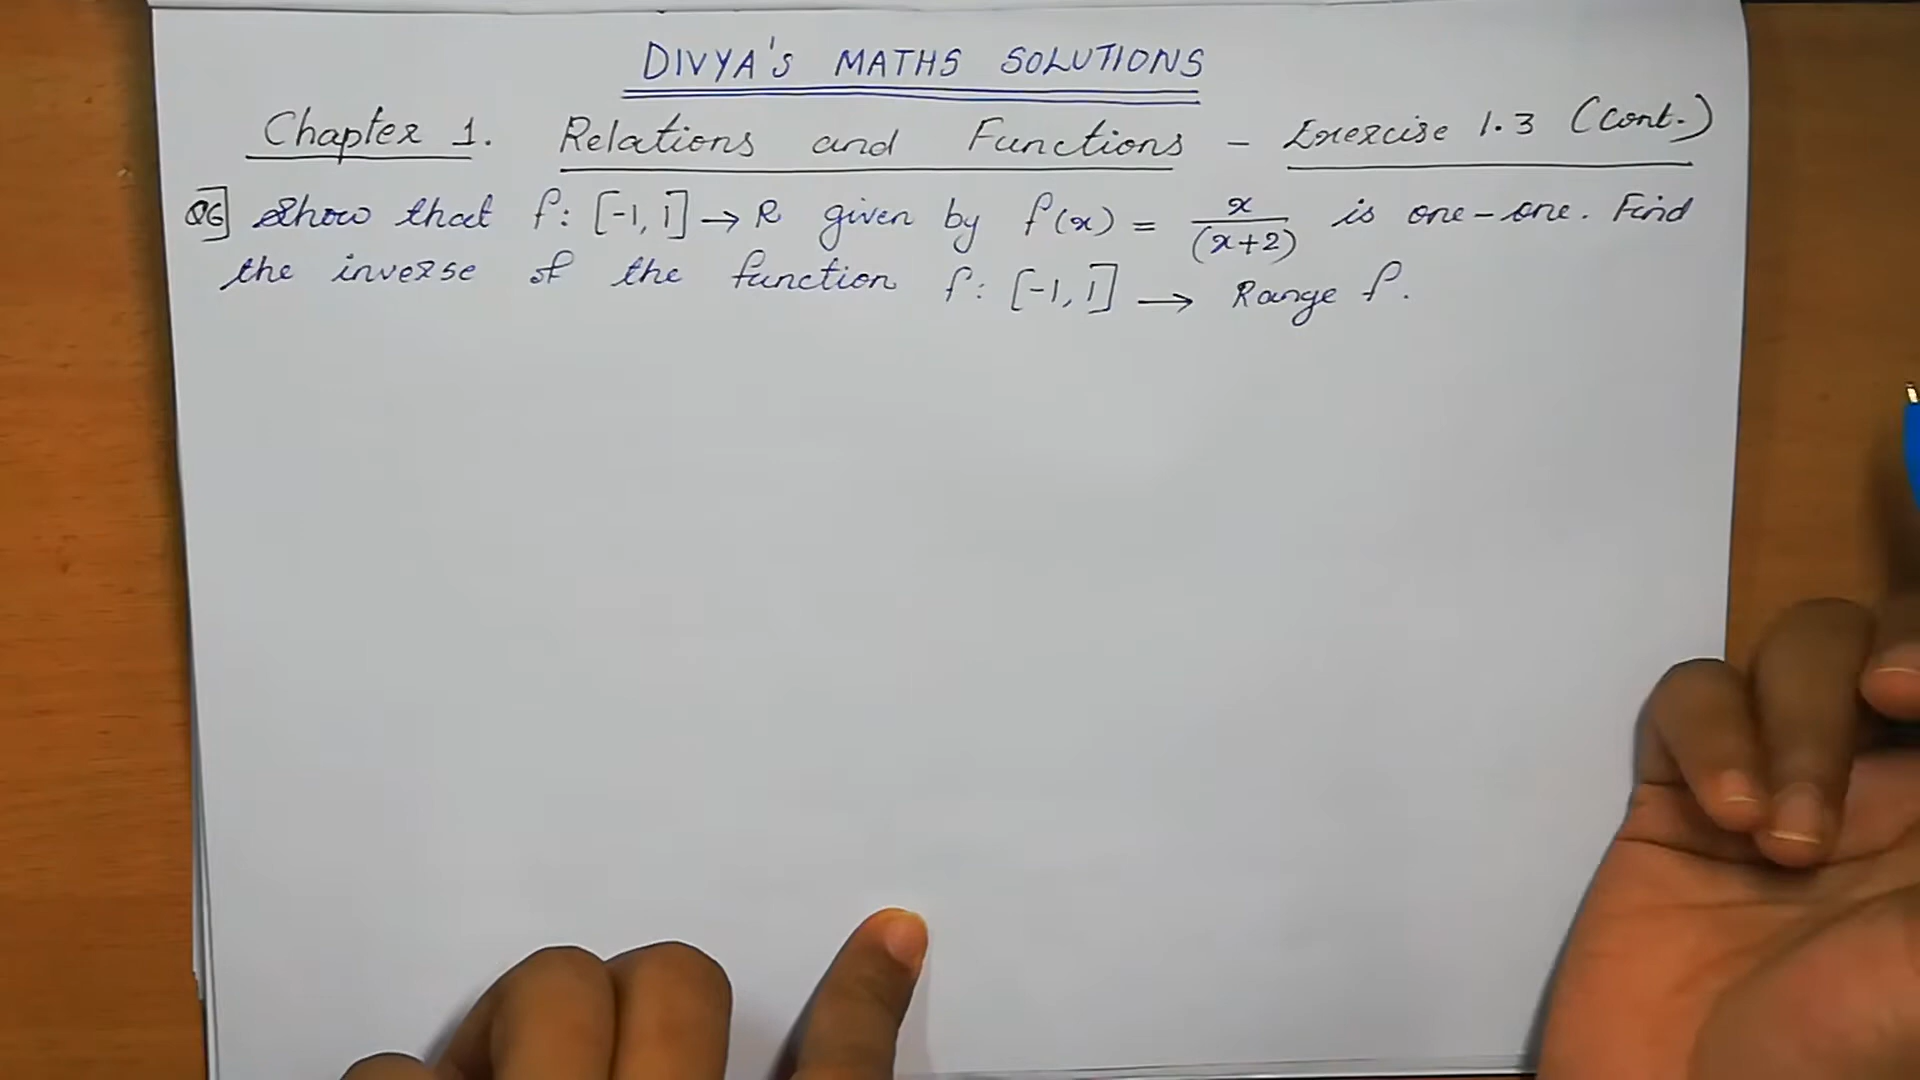 DIVYA'S MATHS SOLUTIONS
Chapter 1. Relations and Functions - Exercise 1.3 (Cont.)
Q6] Show that f: [-1, 1] → R given by f(x) = x/(x+2) is one-one. Find
the inverse of the function f: [-1, 1] → Range f.